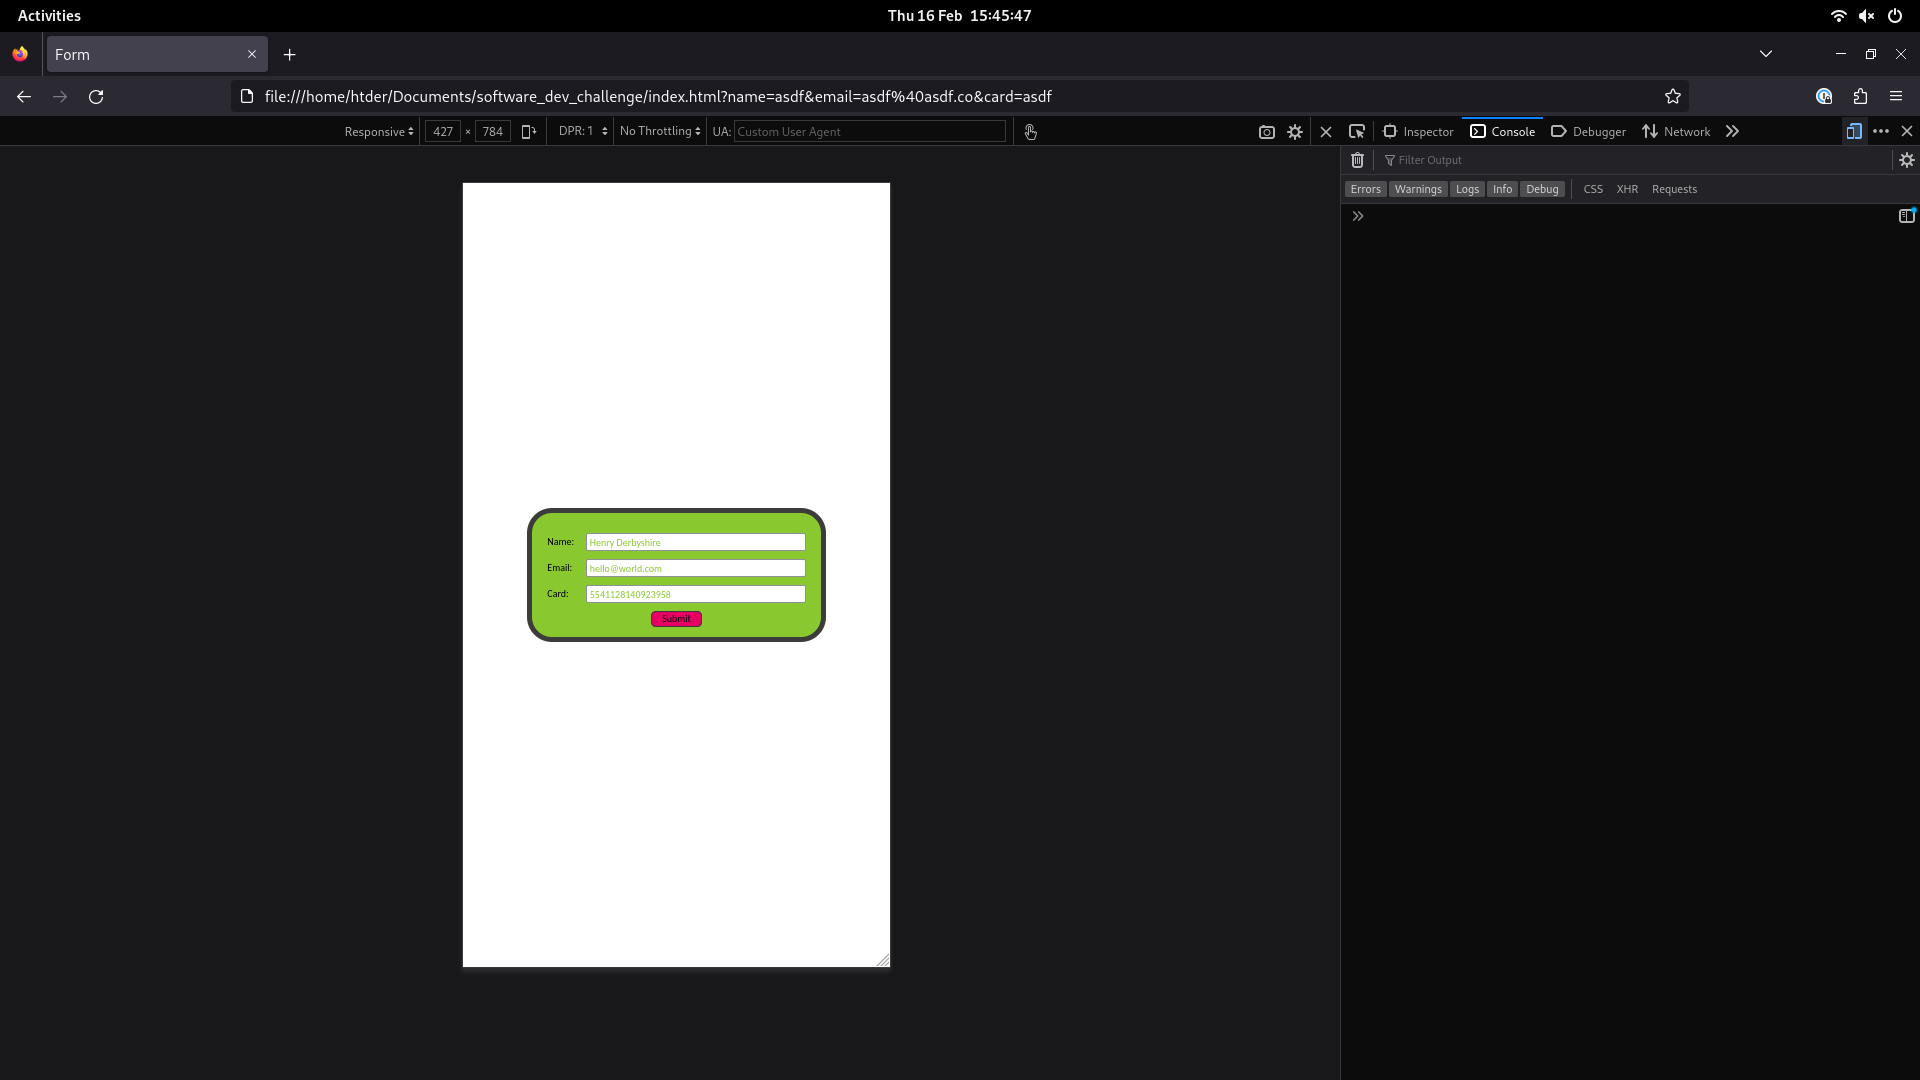 Activities
Thu 16 Feb 15:45:47
Form
file:///home/htder/Documents/software_dev_challenge/index.html?name=asdf&email=asdf%40asdf.co&card=asdf
Responsive 427 × 784 DPR: 1 No Throttling UA: Custom User Agent
Inspector Console Debugger Network
Filter Output
Errors Warnings Logs Info Debug CSS XHR Requests
Name: Henry Derbyshire
Email: hello@world.com
Card: 5541128140923958
Submit